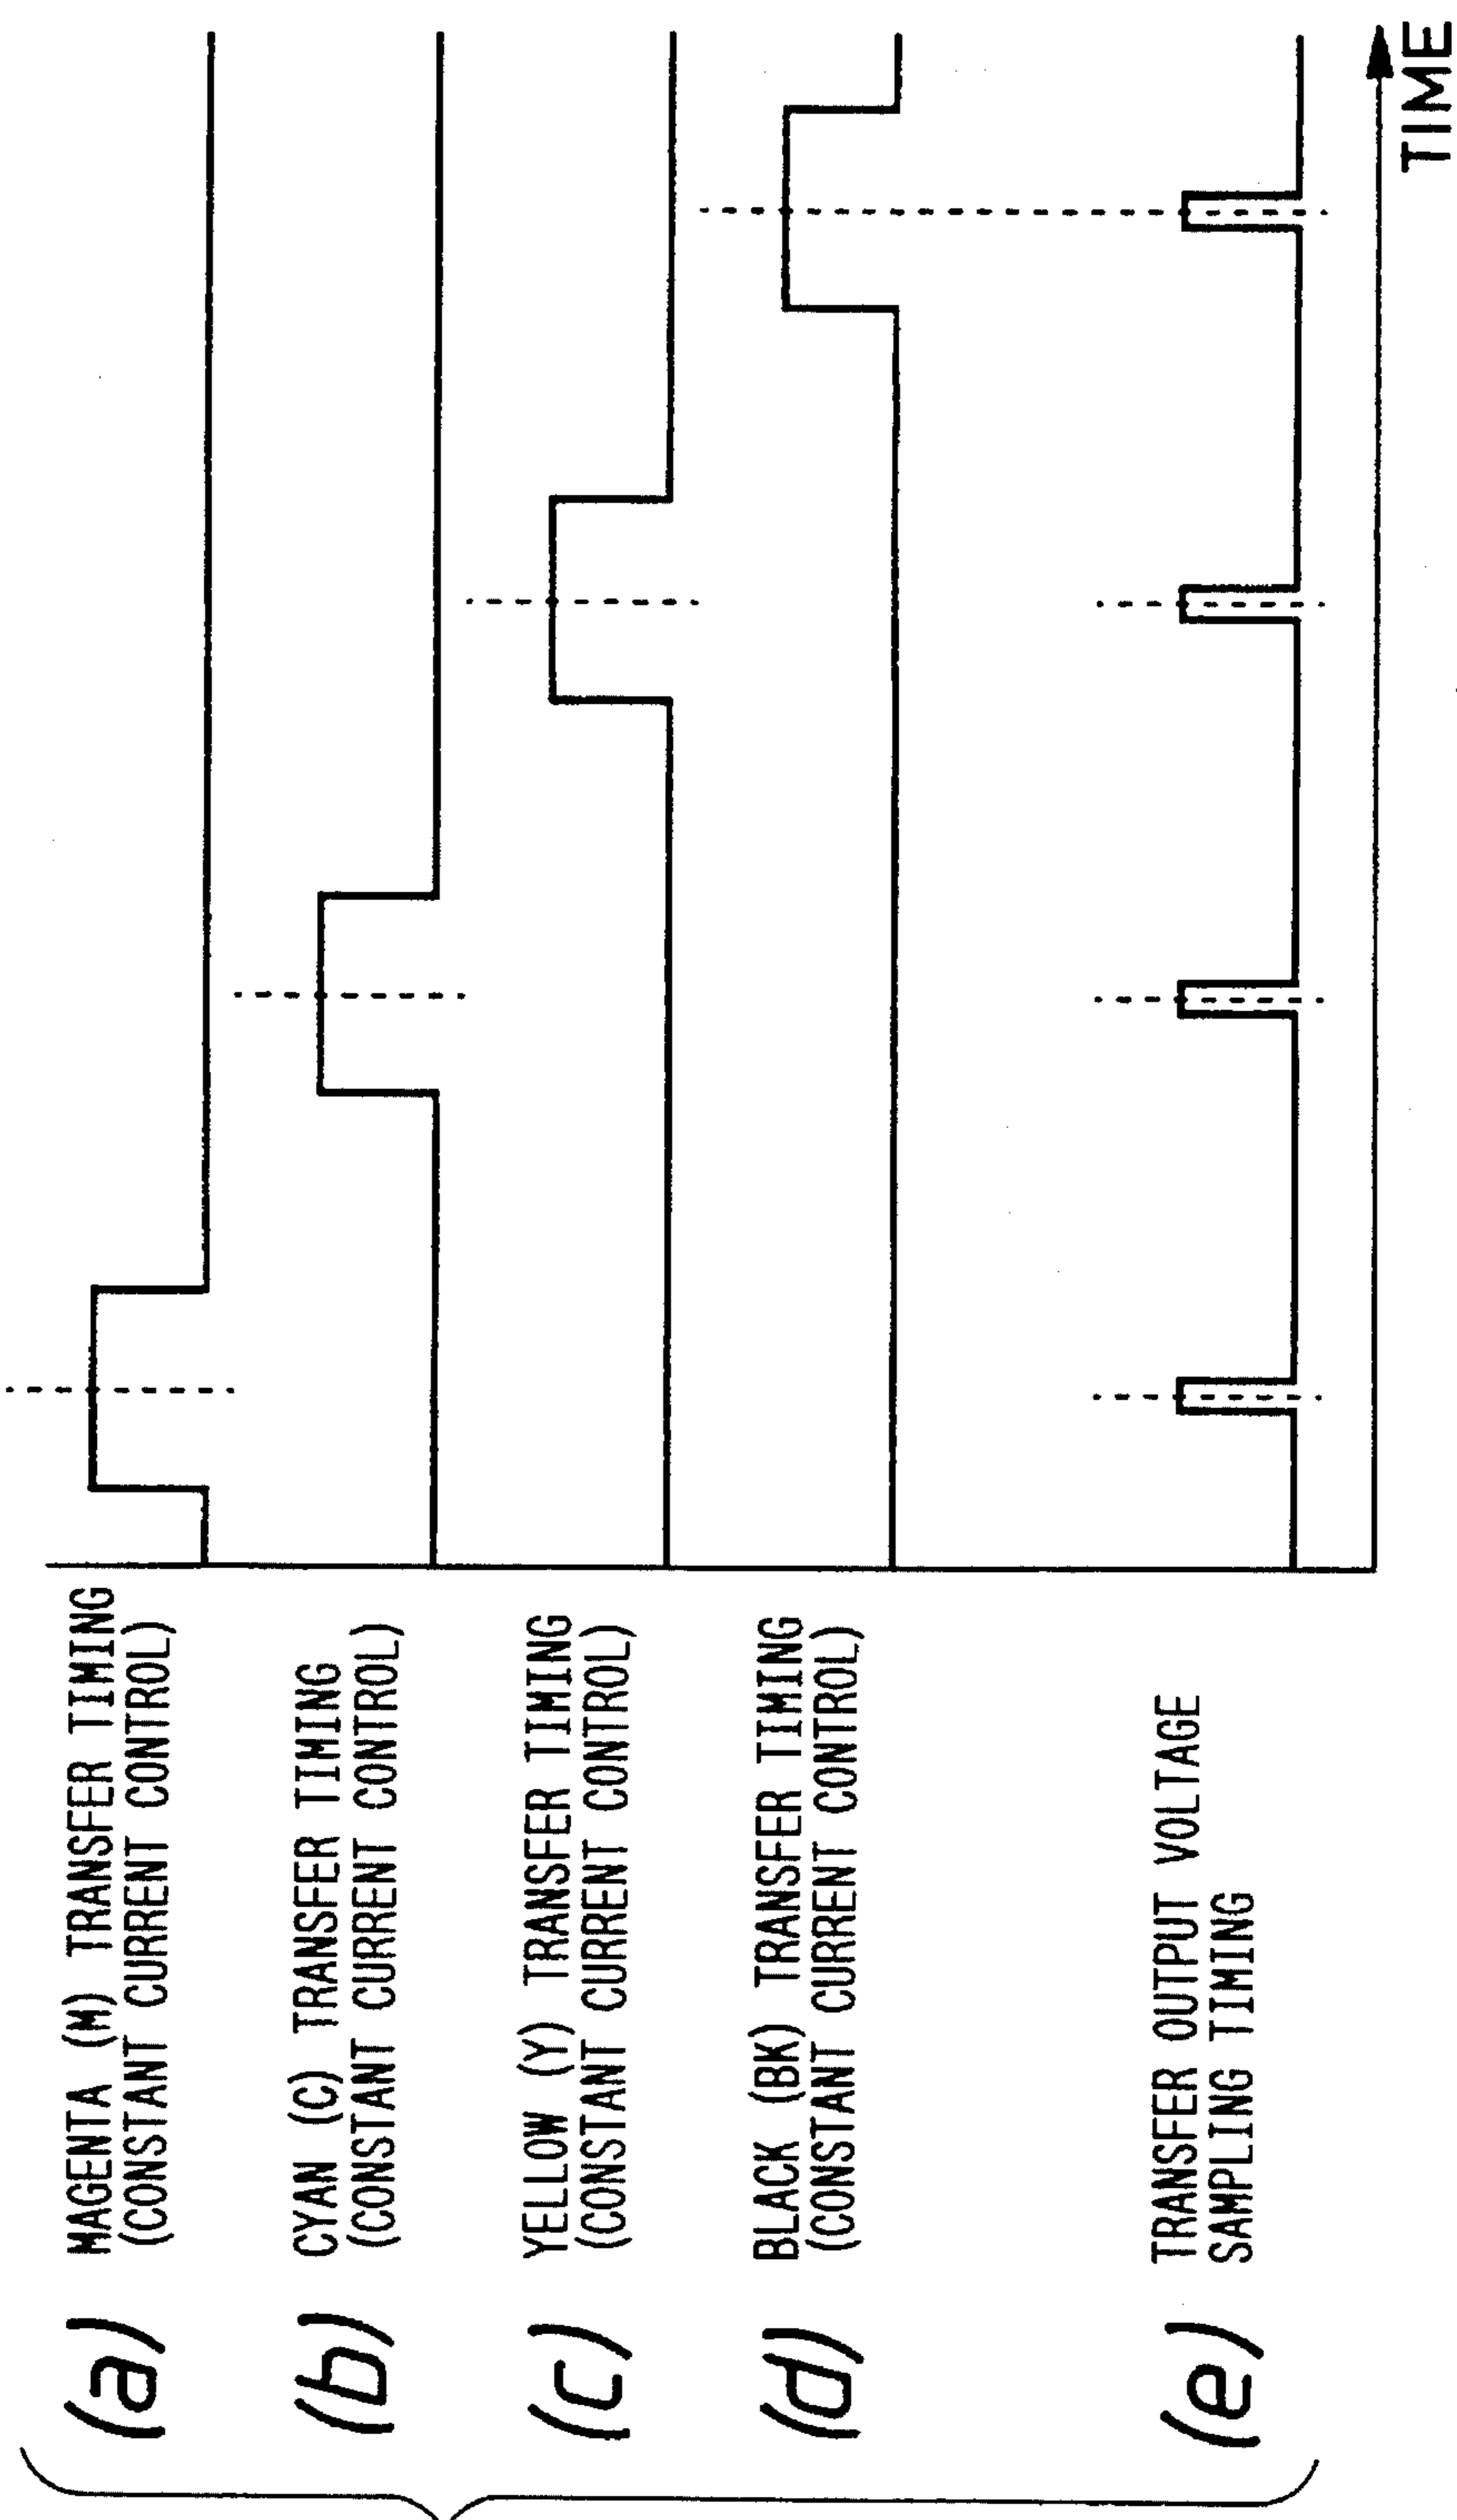 (a) MAGENTA (M) TRANSFER TIMING
(CONSTANT CURRENT CONTROL)
(b) CYAN (C) TRANSFER TIMING
(CONSTANT CURRENT CONTROL)
(c) YELLOW (Y) TRANSFER TIMING
(CONSTANT CURRENT CONTROL)
(d) BLACK (BK) TRANSFER TIMING
(CONSTANT CURRENT CONTROL)
(e) TRANSFER OUTPUT VOLTAGE
SAMPLING TIMING
TIME